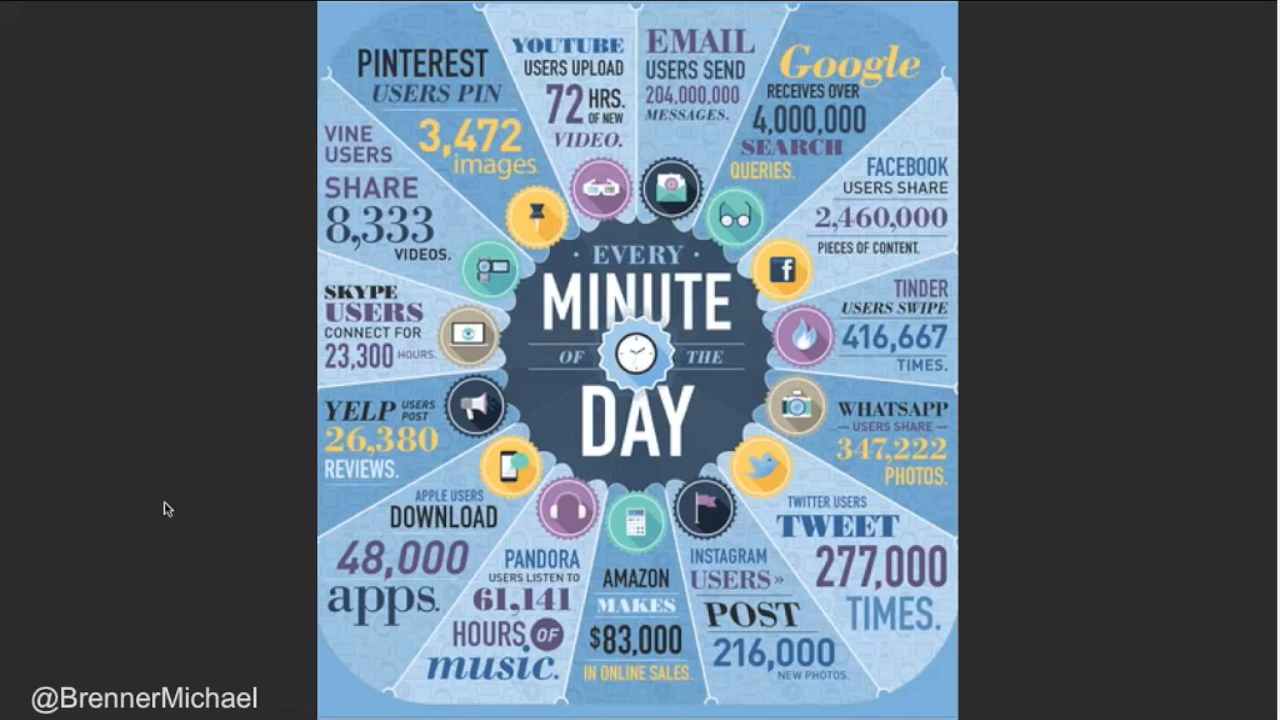 PINTEREST
USERS PIN
3,472
images.
YOUTUBE
USERS UPLOAD
72 HRS.
OF NEW
VIDEO.
EMAIL
USERS SEND
204,000,000
MESSAGES.
Google
RECEIVES OVER
4,000,000
SEARCH
QUERIES.
FACEBOOK
USERS SHARE
2,460,000
PIECES OF CONTENT.
TINDER
USERS SWIPE
416,667
TIMES.
WHATSAPP
USERS SHARE
347,222
PHOTOS.
TWITTER USERS
TWEET
277,000
TIMES.
INSTAGRAM
USERS »
POST
216,000
NEW PHOTOS.
AMAZON
MAKES
$83,000
IN ONLINE SALES.
PANDORA
USERS LISTEN TO
61,141
HOURS OF
music.
APPLE USERS
DOWNLOAD
48,000
apps.
YELP USERS
POST
26,380
REVIEWS.
SKYPE
USERS
CONNECT FOR
23,300 HOURS.
VINE
USERS
SHARE
8,333
VIDEOS.
· EVERY ·
MINUTE
OF THE
DAY
@BrennerMichael